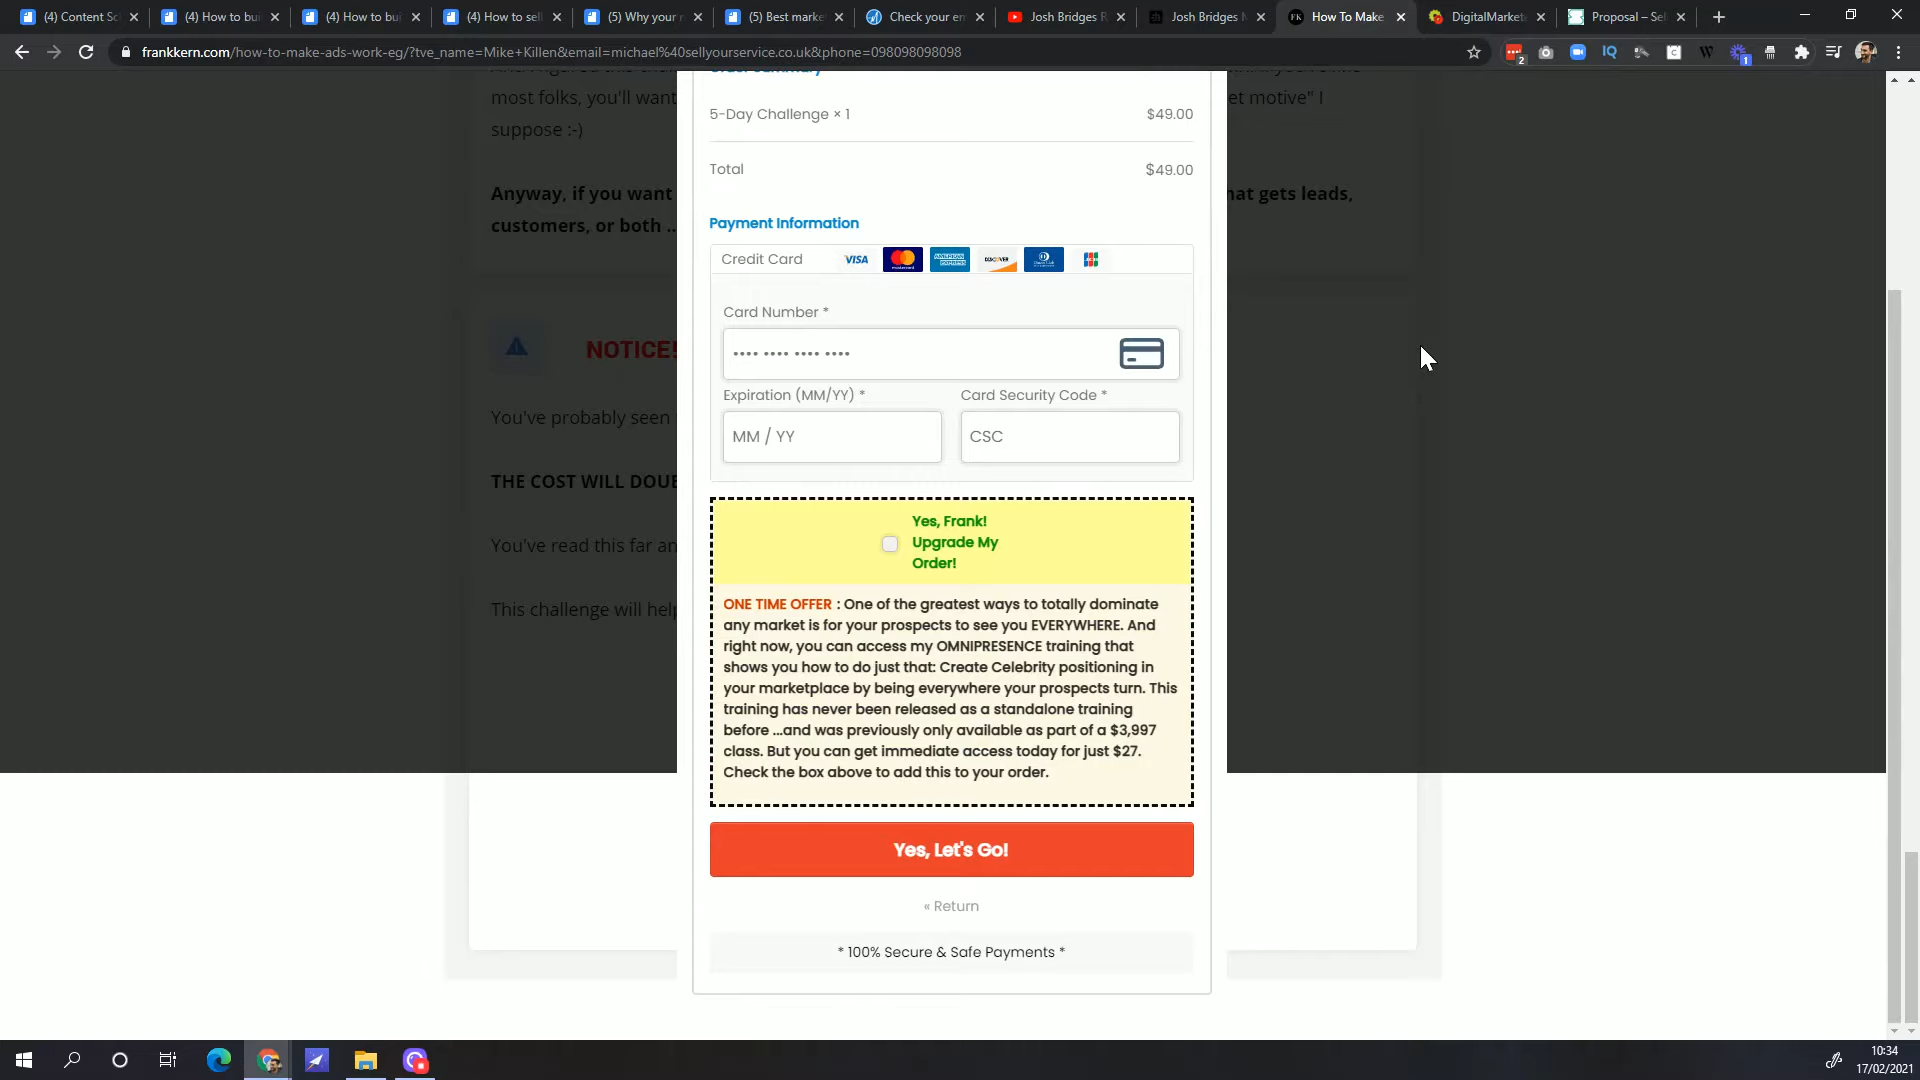 (4) Content Sc
(4) How to bui
(4) How to bui
(4) How to sell
(5) Why your
(5) Best marke
Check your em
Josh Bridges
Josh Bridges
How To Make
DigitalMarket
Proposal – Sel
frankkern.com/how-to-make-ads-work-eg/?tve_name=Mike+Killen&email=michael%40sellyourservice.co.uk&phone=098098098098
most folks, you'll want
et motive" I
suppose :-)
Anyway, if you want
hat gets leads,
customers, or both ..
NOTICE!
You've probably seen
THE COST WILL DOUB
You've read this far an
This challenge will help
5-Day Challenge × 1
$49.00
Total
$49.00
Payment Information
Credit Card
VISA
mastercard
AMERICAN EXPRESS
DISCOVER
JCB
Card Number *
•••• •••• •••• ••••
Expiration (MM/YY) *
Card Security Code *
MM / YY
CSC
Yes, Frank!
Upgrade My
Order!
ONE TIME OFFER : One of the greatest ways to totally dominate
any market is for your prospects to see you EVERYWHERE. And
right now, you can access my OMNIPRESENCE training that
shows you how to do just that: Create Celebrity positioning in
your marketplace by being everywhere your prospects turn. This
training has never been released as a standalone training
before ...and was previously only available as part of a $3,997
class. But you can get immediate access today for just $27.
Check the box above to add this to your order.
Yes, Let's Go!
« Return
* 100% Secure & Safe Payments *
10:34
17/02/2021